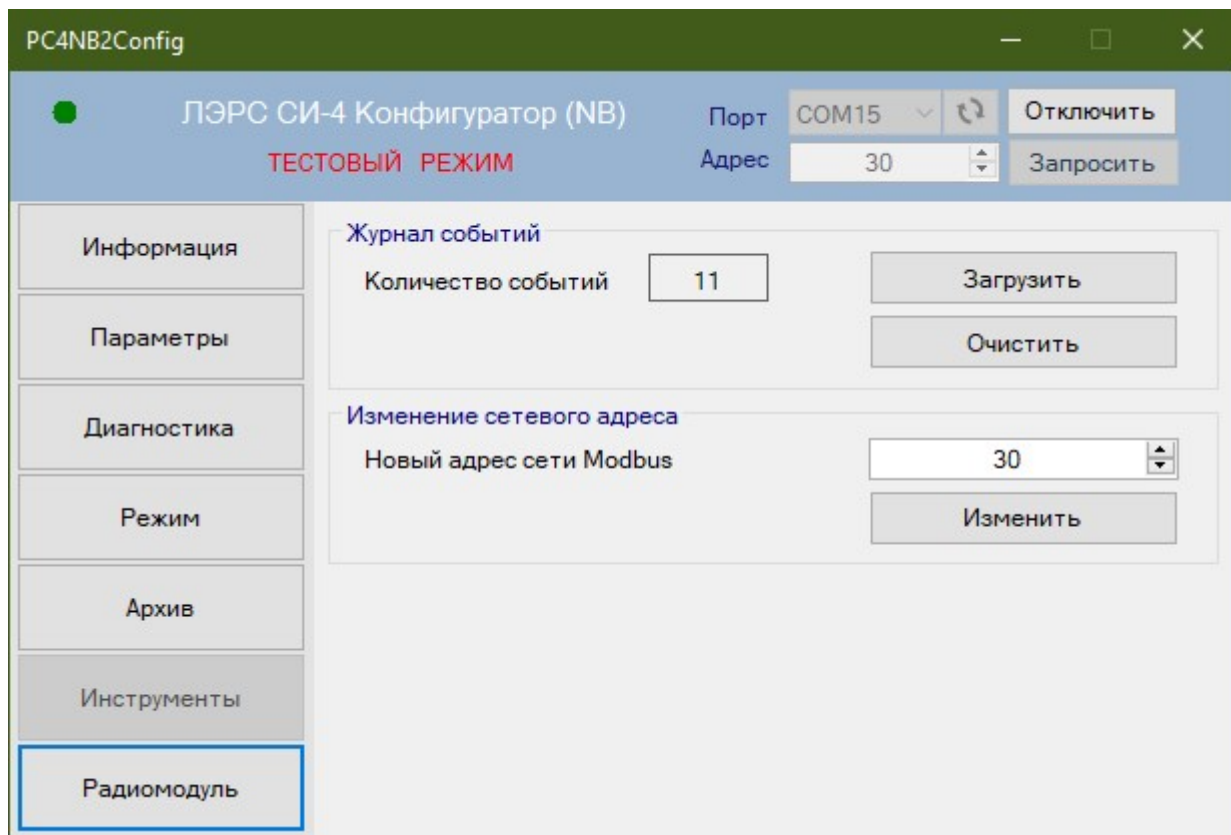 PC4NB2Config
ЛЭРС СИ-4 Конфигуратор (NB)
ТЕСТОВЫЙ РЕЖИМ
Порт COM15 Отключить
Адрес 30 Запросить
Информация
Параметры
Диагностика
Режим
Архив
Инструменты
Радиомодуль
Журнал событий
Количество событий 11 Загрузить
Очистить
Изменение сетевого адреса
Новый адрес сети Modbus 30
Изменить